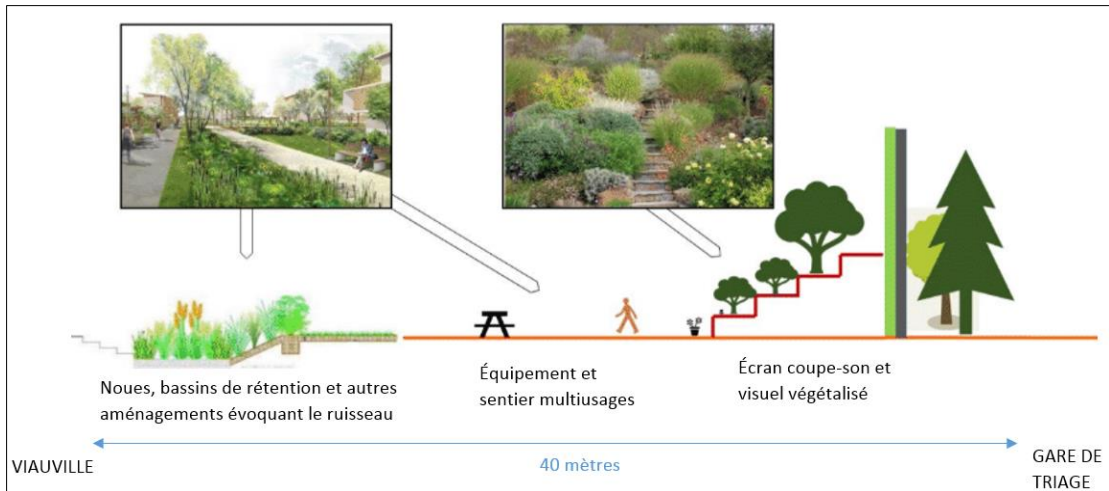 Noues, bassins de rétention et autres
aménagements évoquant le ruisseau
Équipement et
sentier multiusages
Écran coupe-son et
visuel végétalisé
VIAUVILLE
40 mètres
GARE DE
TRIAGE